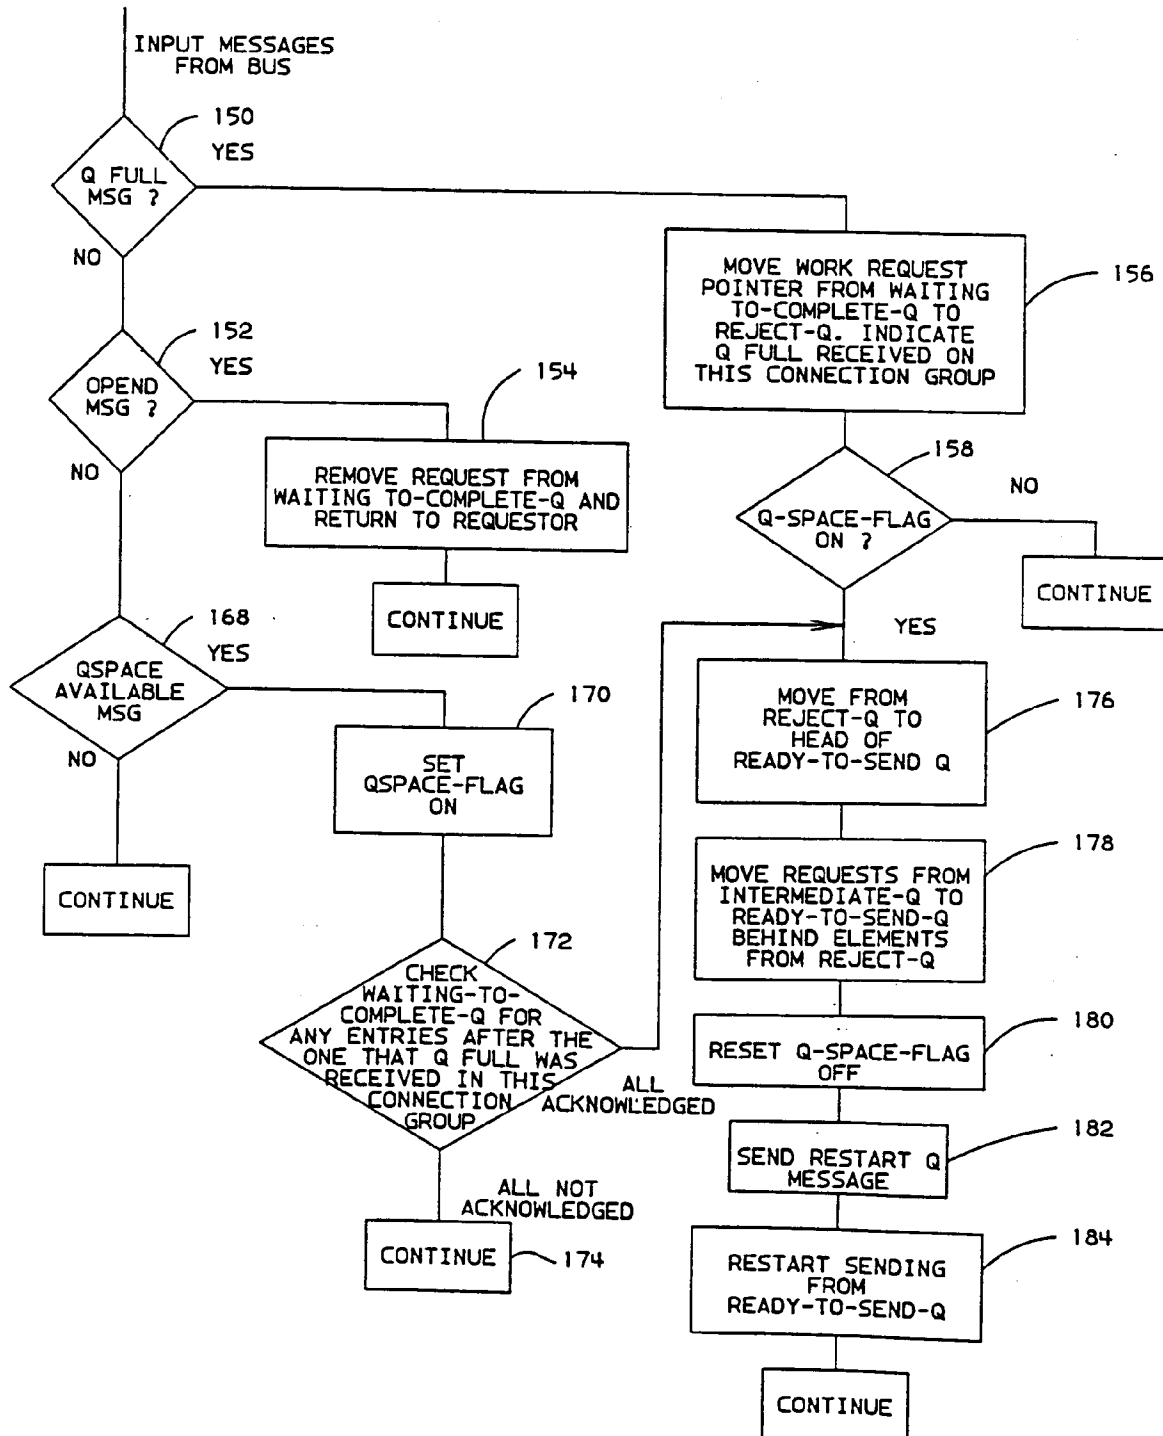 INPUT MESSAGES
FROM BUS
150
YES
Q FULL
MSG ?
NO
MOVE WORK REQUEST
POINTER FROM WAITING
TO-COMPLETE-Q TO
REJECT-Q. INDICATE
Q FULL RECEIVED ON
THIS CONNECTION GROUP
156
152
YES
OPEND
MSG ?
NO
154
REMOVE REQUEST FROM
WAITING TO-COMPLETE-Q AND
RETURN TO REQUESTOR
CONTINUE
158
NO
Q-SPACE-FLAG
ON ?
CONTINUE
YES
168
YES
QSPACE
AVAILABLE
MSG
NO
CONTINUE
170
SET
QSPACE-FLAG
ON
172
CHECK
WAITING-TO-
COMPLETE-Q FOR
ANY ENTRIES AFTER THE
ONE THAT Q FULL WAS
RECEIVED IN THIS
CONNECTION
GROUP
ALL
ACKNOWLEDGED
ALL NOT
ACKNOWLEDGED
CONTINUE
174
MOVE FROM
REJECT-Q TO
HEAD OF
READY-TO-SEND Q
176
MOVE REQUESTS FROM
INTERMEDIATE-Q TO
READY-TO-SEND-Q
BEHIND ELEMENTS
FROM REJECT-Q
178
RESET Q-SPACE-FLAG
OFF
180
SEND RESTART Q
MESSAGE
182
RESTART SENDING
FROM
READY-TO-SEND-Q
184
CONTINUE